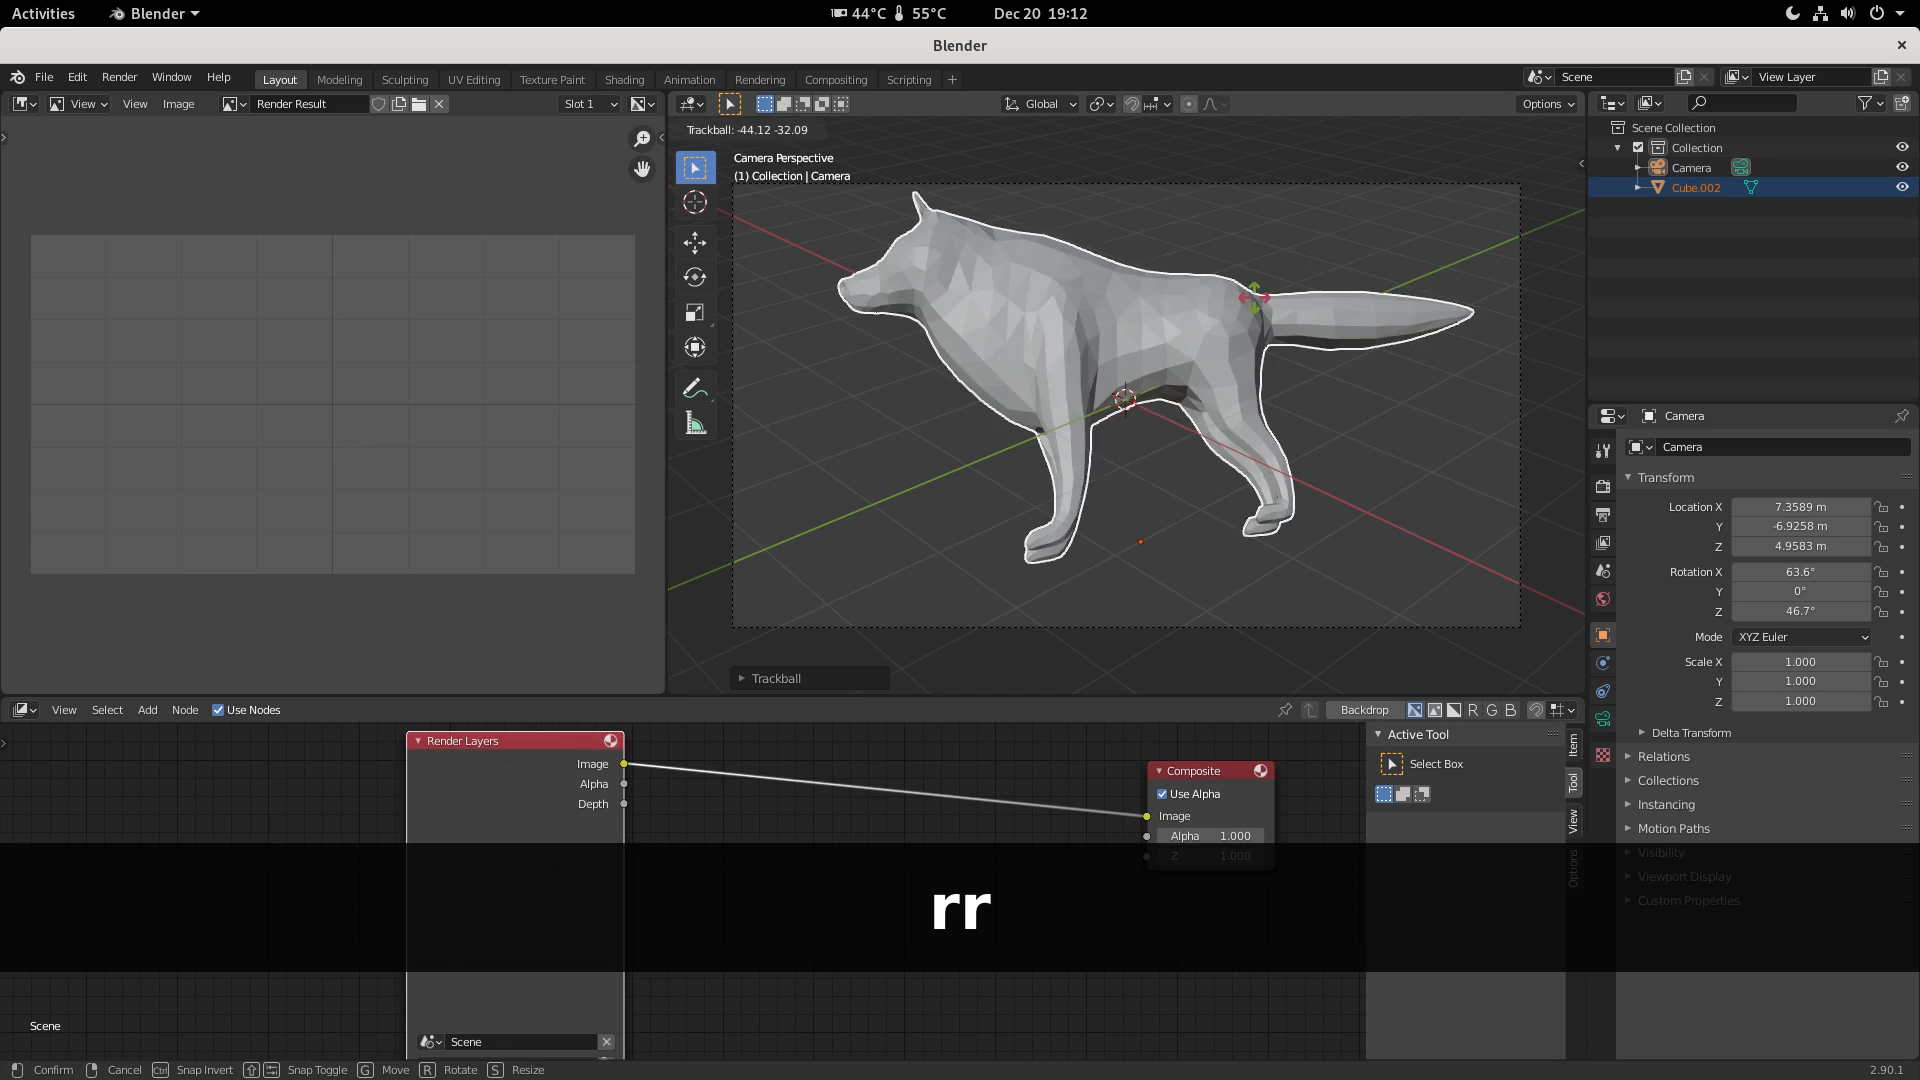 Activities Blender 44°C 55°C Dec 20 19:12
Blender
File Edit Render Window Help Layout Modeling Sculpting UV Editing Texture Paint Shading Animation Rendering Compositing Scripting + Scene View Layer
View View Image Render Result Slot 1 Global Options
Trackball: -44.12 -32.09
Camera Perspective
(1) Collection | Camera
Scene Collection
Collection
Camera
Cube.002
Camera
Camera
Transform
Location X 7.3589 m
Y -6.9258 m
Z 4.9583 m
Rotation X 63.6°
Y 0°
Z 46.7°
Mode XYZ Euler
Scale X 1.000
Y 1.000
Z 1.000
Delta Transform
Relations
Collections
Instancing
Motion Paths
Visibility
Viewport Display
Custom Properties
Trackball
View Select Add Node Use Nodes Backdrop R G B
Render Layers
Image
Alpha
Depth
Scene
Composite
Use Alpha
Image
Alpha 1.000
Z 1.000
Active Tool
Select Box
Item
Tool
View
Options
rr
Scene
Confirm Cancel Ctrl Snap Invert Snap Toggle G Move R Rotate S Resize 2.90.1